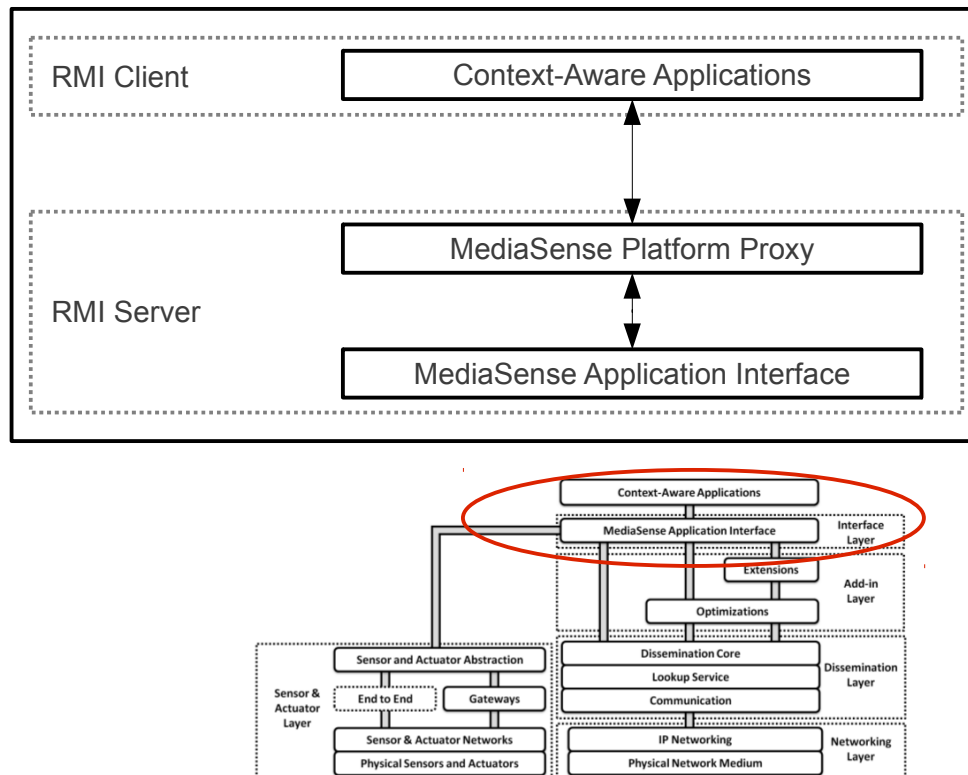 RMI Client
Context-Aware Applications
MediaSense Platform Proxy
RMI Server
MediaSense Application Interface
Context-Aware Applications
MediaSense Application Interface
Interface
Layer
Extensions
Add-in
Layer
Optimizations
Sensor and Actuator Abstraction
Dissemination Core
Sensor &
Actuator
Layer
End to End
Gateways
Lookup Service
Dissemination
Layer
Communication
Sensor & Actuator Networks
IP Networking
Networking
Layer
Physical Sensors and Actuators
Physical Network Medium